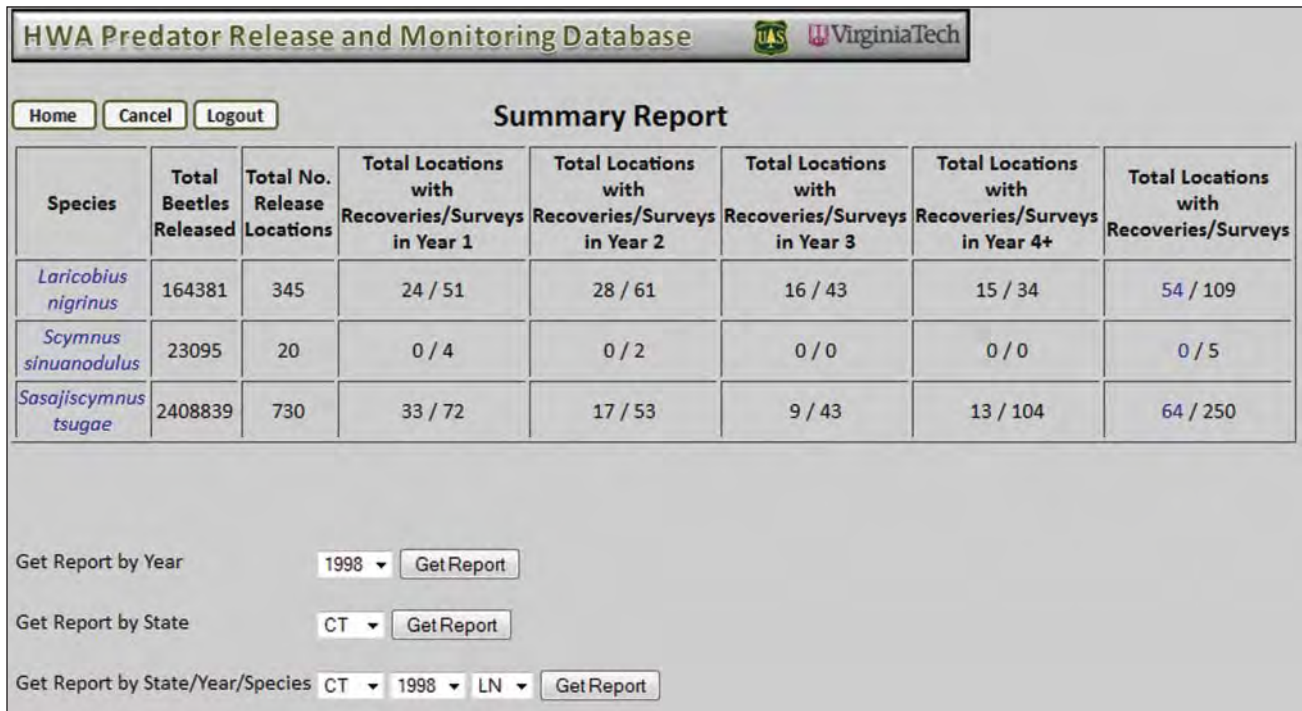 HWA Predator Release and Monitoring Database UAS VirginiaTech
Home Cancel Logout Summary Report
Species
Total
Beetles
Released
Total No.
Release
Locations
Total Locations
with
Recoveries/Surveys
in Year 1
Total Locations
with
Recoveries/Surveys
in Year 2
Total Locations
with
Recoveries/Surveys
in Year 3
Total Locations
with
Recoveries/Surveys
in Year 4+
Total Locations
with
Recoveries/Surveys
Laricobius
nigrinus
164381 345 24 / 51 28 / 61 16 / 43 15 / 34 54 / 109
Scymnus
sinuanodulus
23095 20 0 / 4 0 / 2 0 / 0 0 / 0 0 / 5
Sasajiscymnus
tsugae
2408839 730 33 / 72 17 / 53 9 / 43 13 / 104 64 / 250
Get Report by Year 1998 Get Report
Get Report by State CT Get Report
Get Report by State/Year/Species CT 1998 LN Get Report